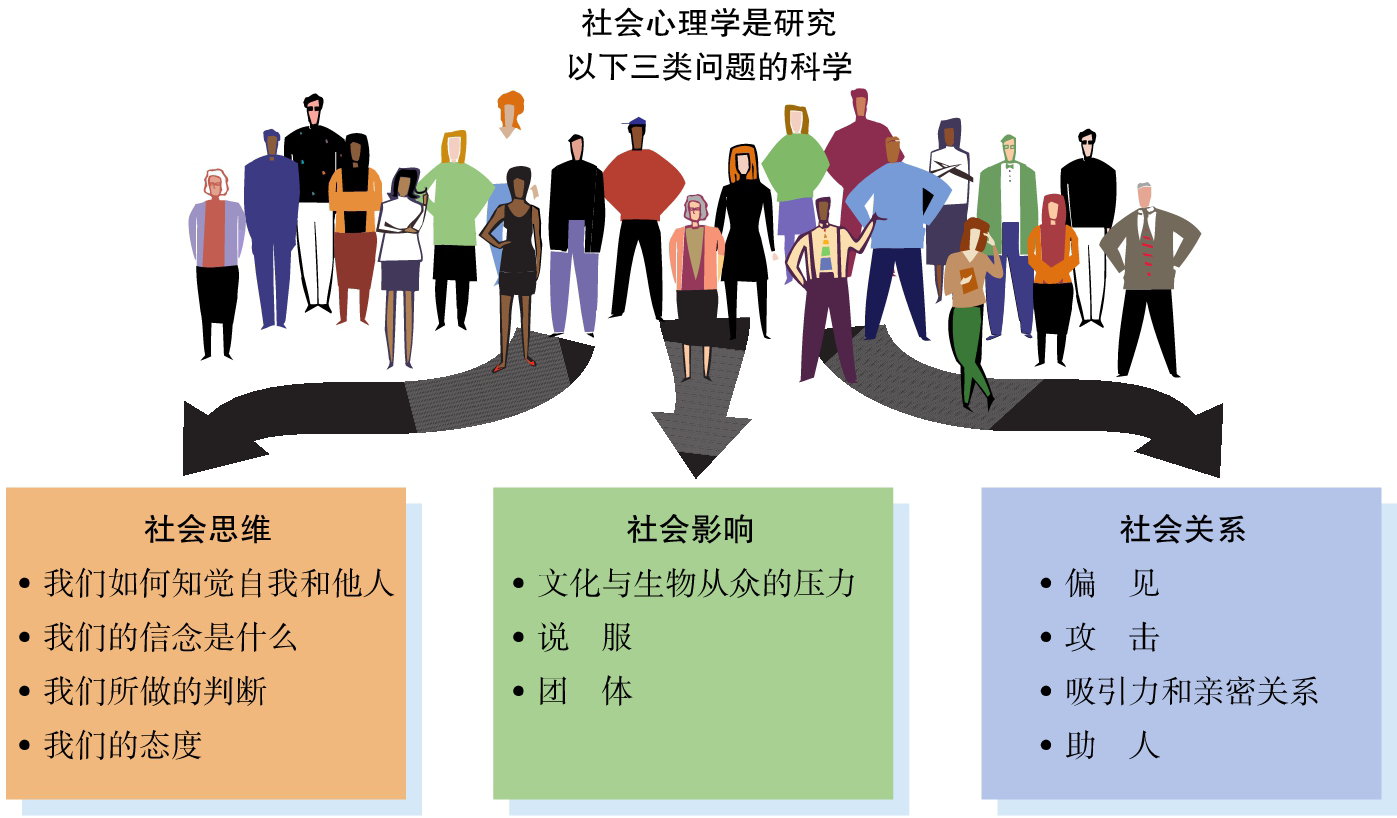 社会心理学是研究
以下三类问题的科学
社会思维
• 我们如何知觉自我和他人
• 我们的信念是什么
• 我们所做的判断
• 我们的态度
社会影响
• 文化与生物从众的压力
• 说　服
• 团　体
社会关系
• 偏　见
• 攻　击
• 吸引力和亲密关系
• 助　人